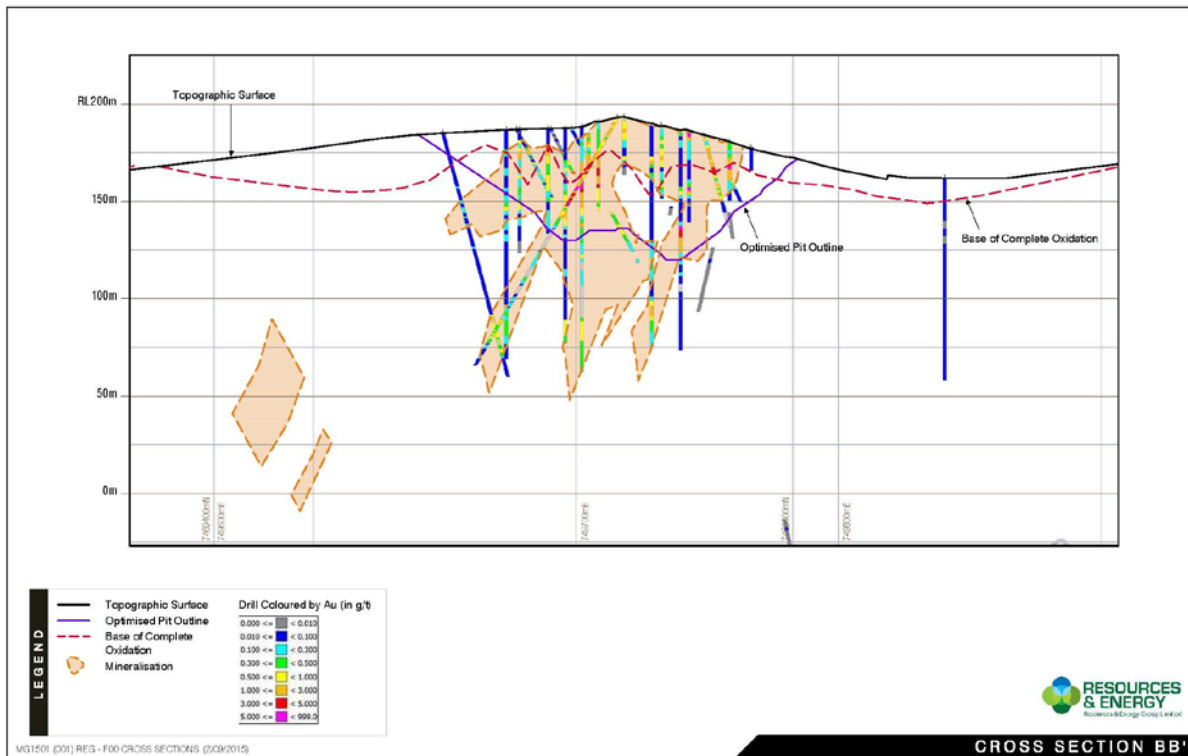 RL200m
Topographic Surface
150m
Optimised Pit Outline
Base of Complete Oxidation
100m
50m
0m
749700mE
749800mE
LEGEND
Topographic Surface
Optimised Pit Outline
Base of Complete
Oxidation
Mineralisation
Drill Coloured by Au (in g/t)
0.000 <= < 0.010
0.010 <= < 0.100
0.100 <= < 0.300
0.300 <= < 0.500
0.500 <= < 1.000
1.000 <= < 3.000
3.000 <= < 5.000
5.000 <= < 999.0
RESOURCES
& ENERGY
Resources & Energy Group Limited
MG1501 (001) REG - F00 CROSS SECTIONS (2/09/2015)
CROSS SECTION BB'